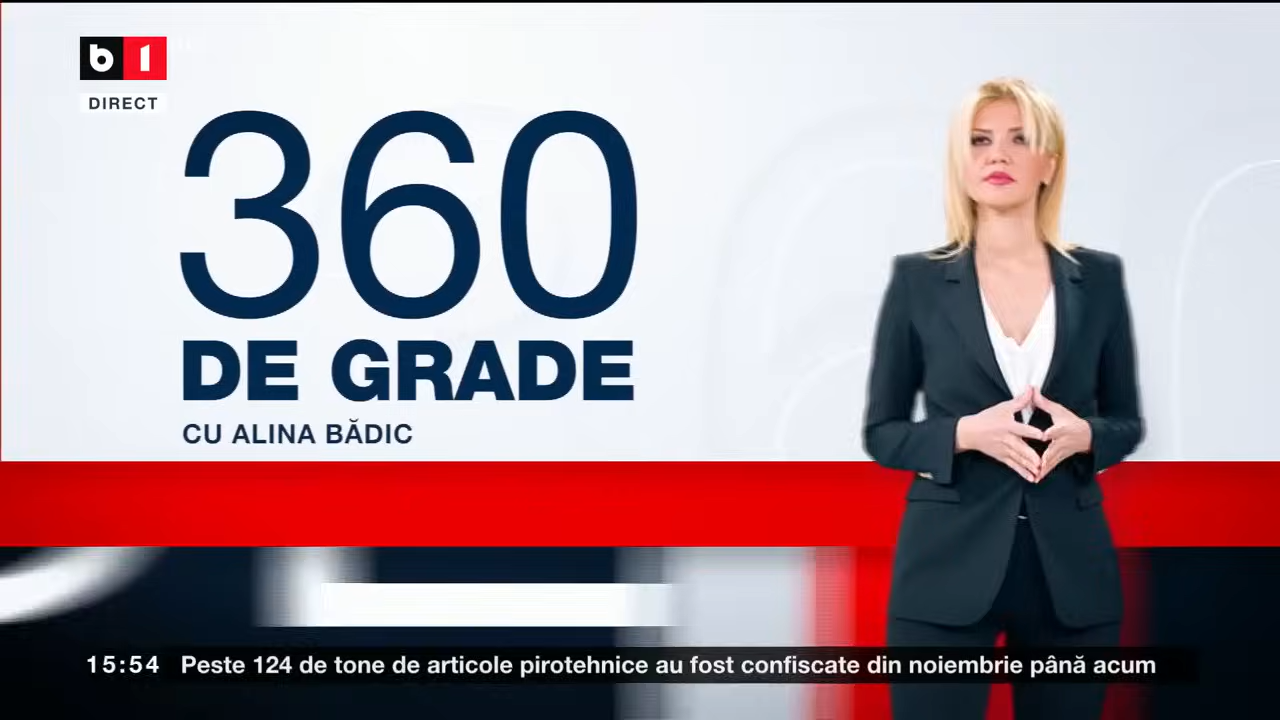 b1
DIRECT
360
DE GRADE
CU ALINA BĂDIC
15:54 Peste 124 de tone de articole pirotehnice au fost confiscate din noiembrie până acum